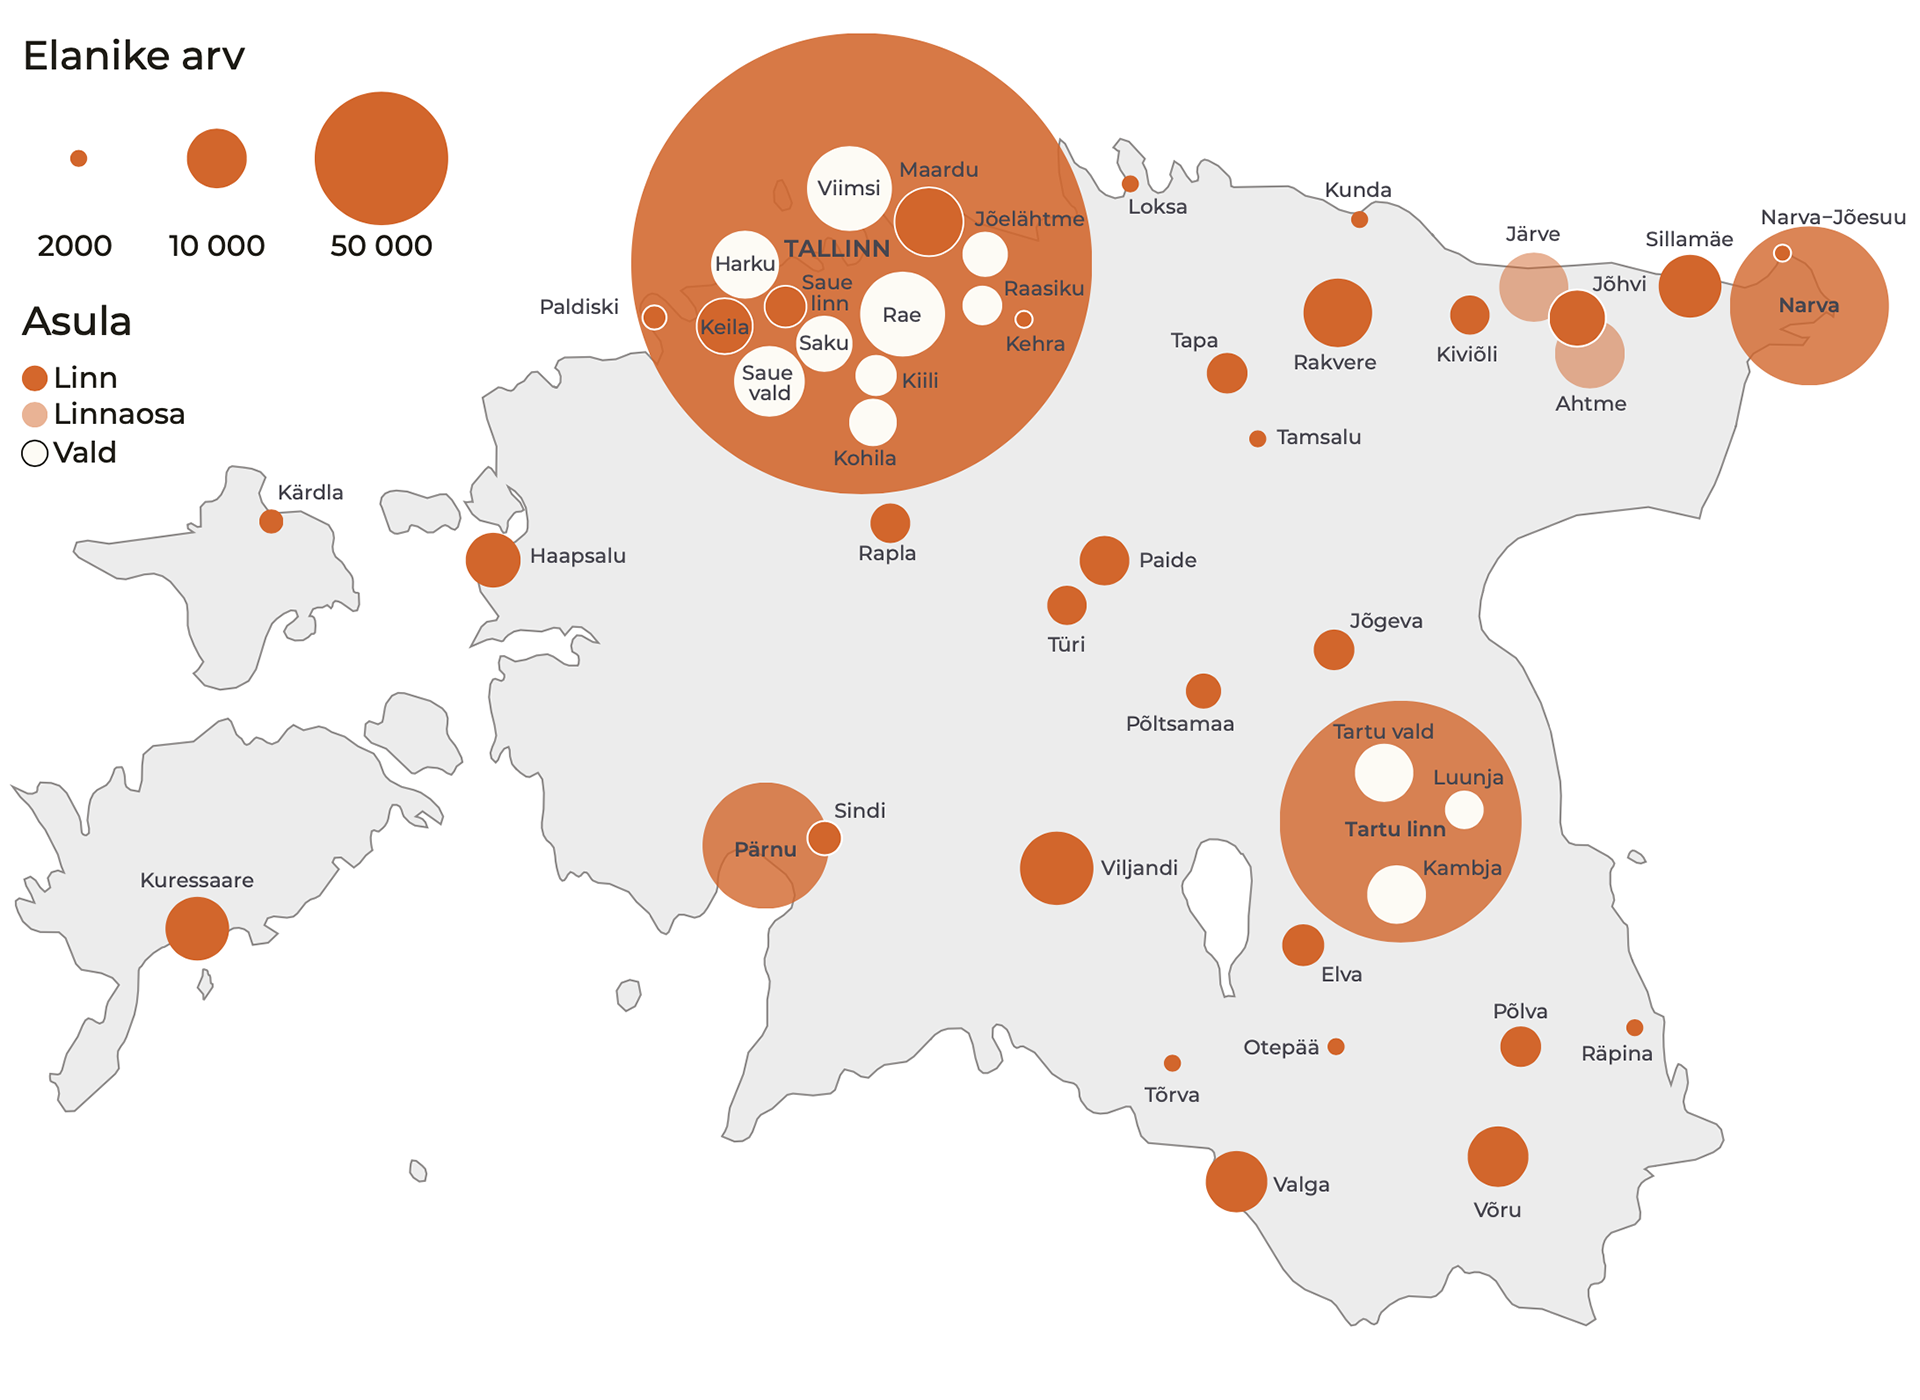 Elanike arv
2000
10 000
50 000
Asula
Linn
Linnaosa
Vald
Viimsi
Maardu
Jõelähtme
TALLINN
Harku
Saue
linn
Raasiku
Paldiski
Keila
Rae
Saku
Kehra
Saue
vald
Kiili
Kohila
Loksa
Kunda
Järve
Sillamäe
Narva–Jõesuu
Jõhvi
Narva
Tapa
Rakvere
Kiviõli
Ahtme
Tamsalu
Kärdla
Haapsalu
Rapla
Paide
Türi
Jõgeva
Põltsamaa
Tartu vald
Luunja
Tartu linn
Kambja
Sindi
Pärnu
Viljandi
Kuressaare
Elva
Põlva
Otepää
Räpina
Tõrva
Valga
Võru